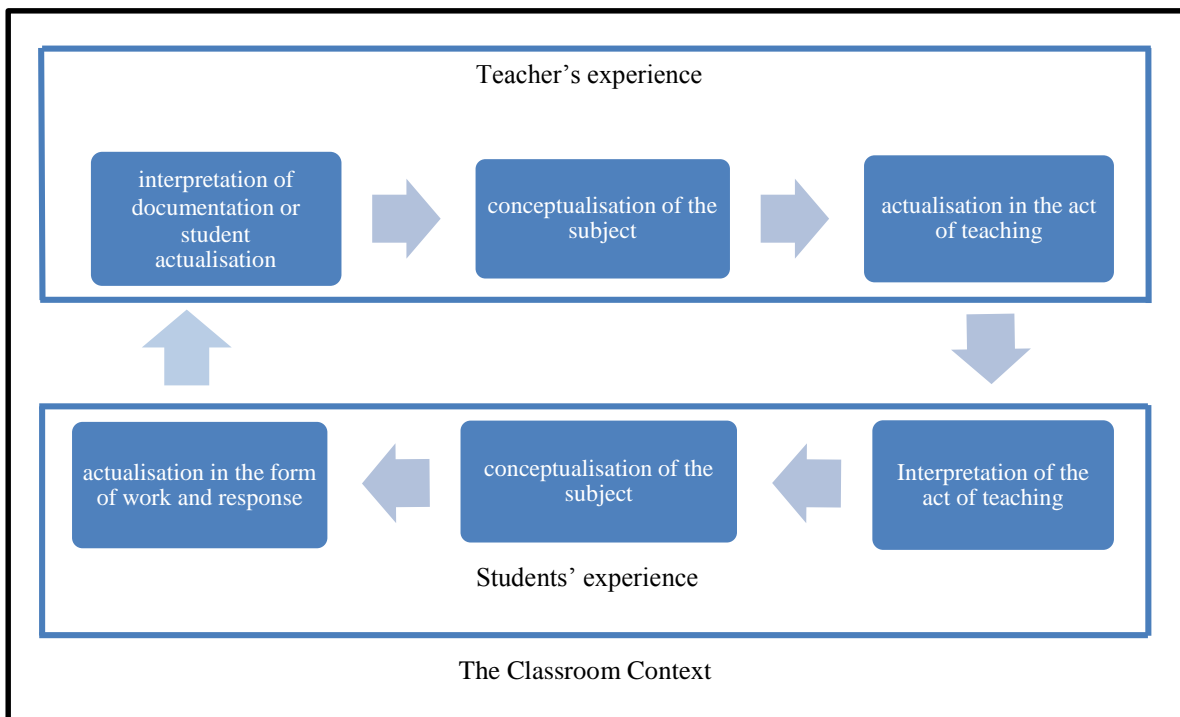 Teacher’s experience
interpretation of
documentation or
student
actualisation
conceptualisation of the
subject
actualisation in the act
of teaching
actualisation in the form
of work and response
conceptualisation of the
subject
Interpretation of the
act of teaching
Students’ experience
The Classroom Context